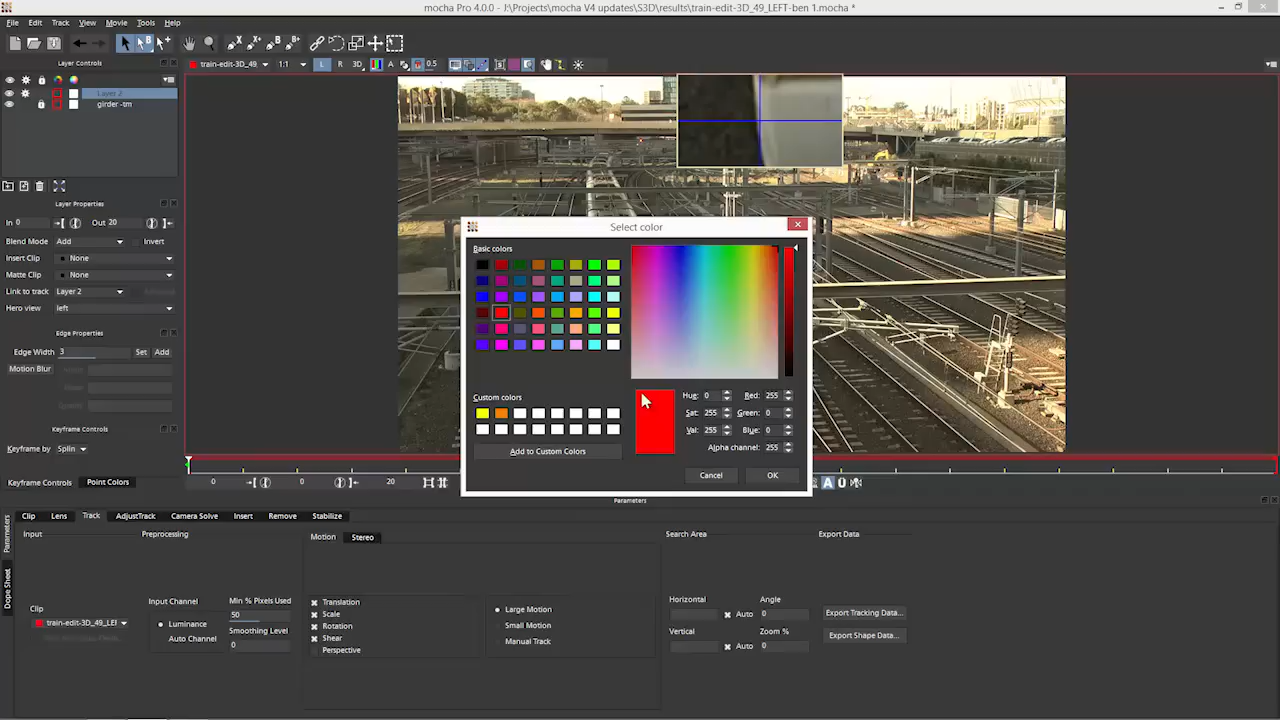 mocha Pro 4.0.0 - J:\Projects\mocha V4 updates\S3D\results\train-edit-3D_49_LEFT-ben 1.mocha *
File Edit Track View Movie Tools Help
Layer Controls
train-edit-3D_49_ 1:1 L R 3D 0.5
Layer 2
girder -tm
Layer Properties
In 0 Out 20
Blend Mode Add Invert
Insert Clip None
Matte Clip None
Link to track Layer 2
Hero view left
Edge Properties
Edge Width 3 Set Add
Motion Blur
Keyframe Controls
Keyframe by Splin
Keyframe Controls Point Colors
0 0 20
A
Select color
Basic colors
Custom colors
Add to Custom Colors
Hue: 0 Red: 255
Sat: 255 Green: 0
Val: 255 Blue: 0
Alpha channel: 255
Cancel OK
Parameters
Parameters
Dope Sheet
Clip Lens Track AdjustTrack Camera Solve Insert Remove Stabilize
Input Preprocessing Motion Stereo Search Area Export Data
Clip
train-edit-3D_49_LEF
Input Channel
Luminance
Auto Channel
Min % Pixels Used
50
Smoothing Level
0
Translation
Scale
Rotation
Shear
Perspective
Large Motion
Small Motion
Manual Track
Horizontal Auto
Vertical Auto
Angle
0
Zoom %
0
Export Tracking Data...
Export Shape Data...